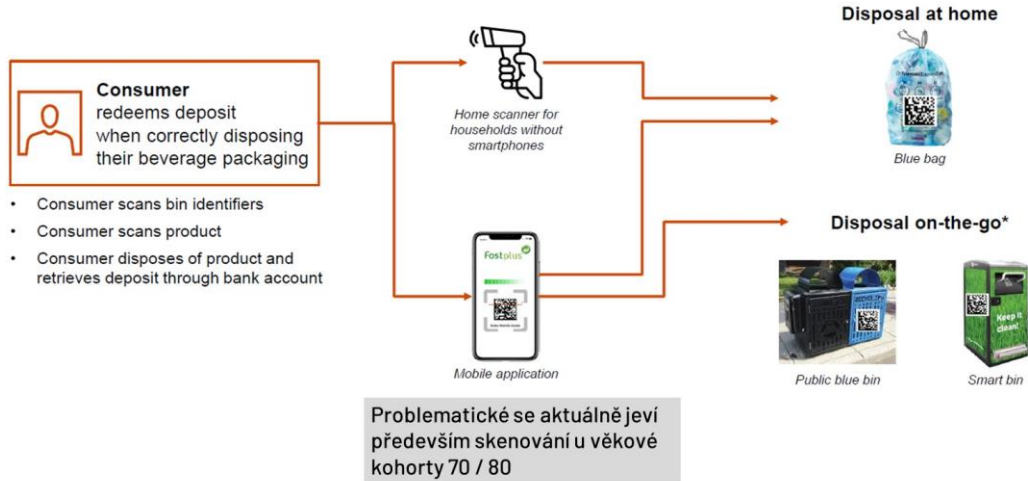 Disposal at home
Consumer
redeems deposit
when correctly disposing
their beverage packaging
Home scanner for
households without
smartphones
Blue bag
• Consumer scans bin identifiers
• Consumer scans product
• Consumer disposes of product and
retrieves deposit through bank account
Fostplus
Disposal on-the-go*
Keep it
clean!
Mobile application
Public blue bin
Smart bin
Problematické se aktuálně jeví
především skenování u věkové
kohorty 70 / 80